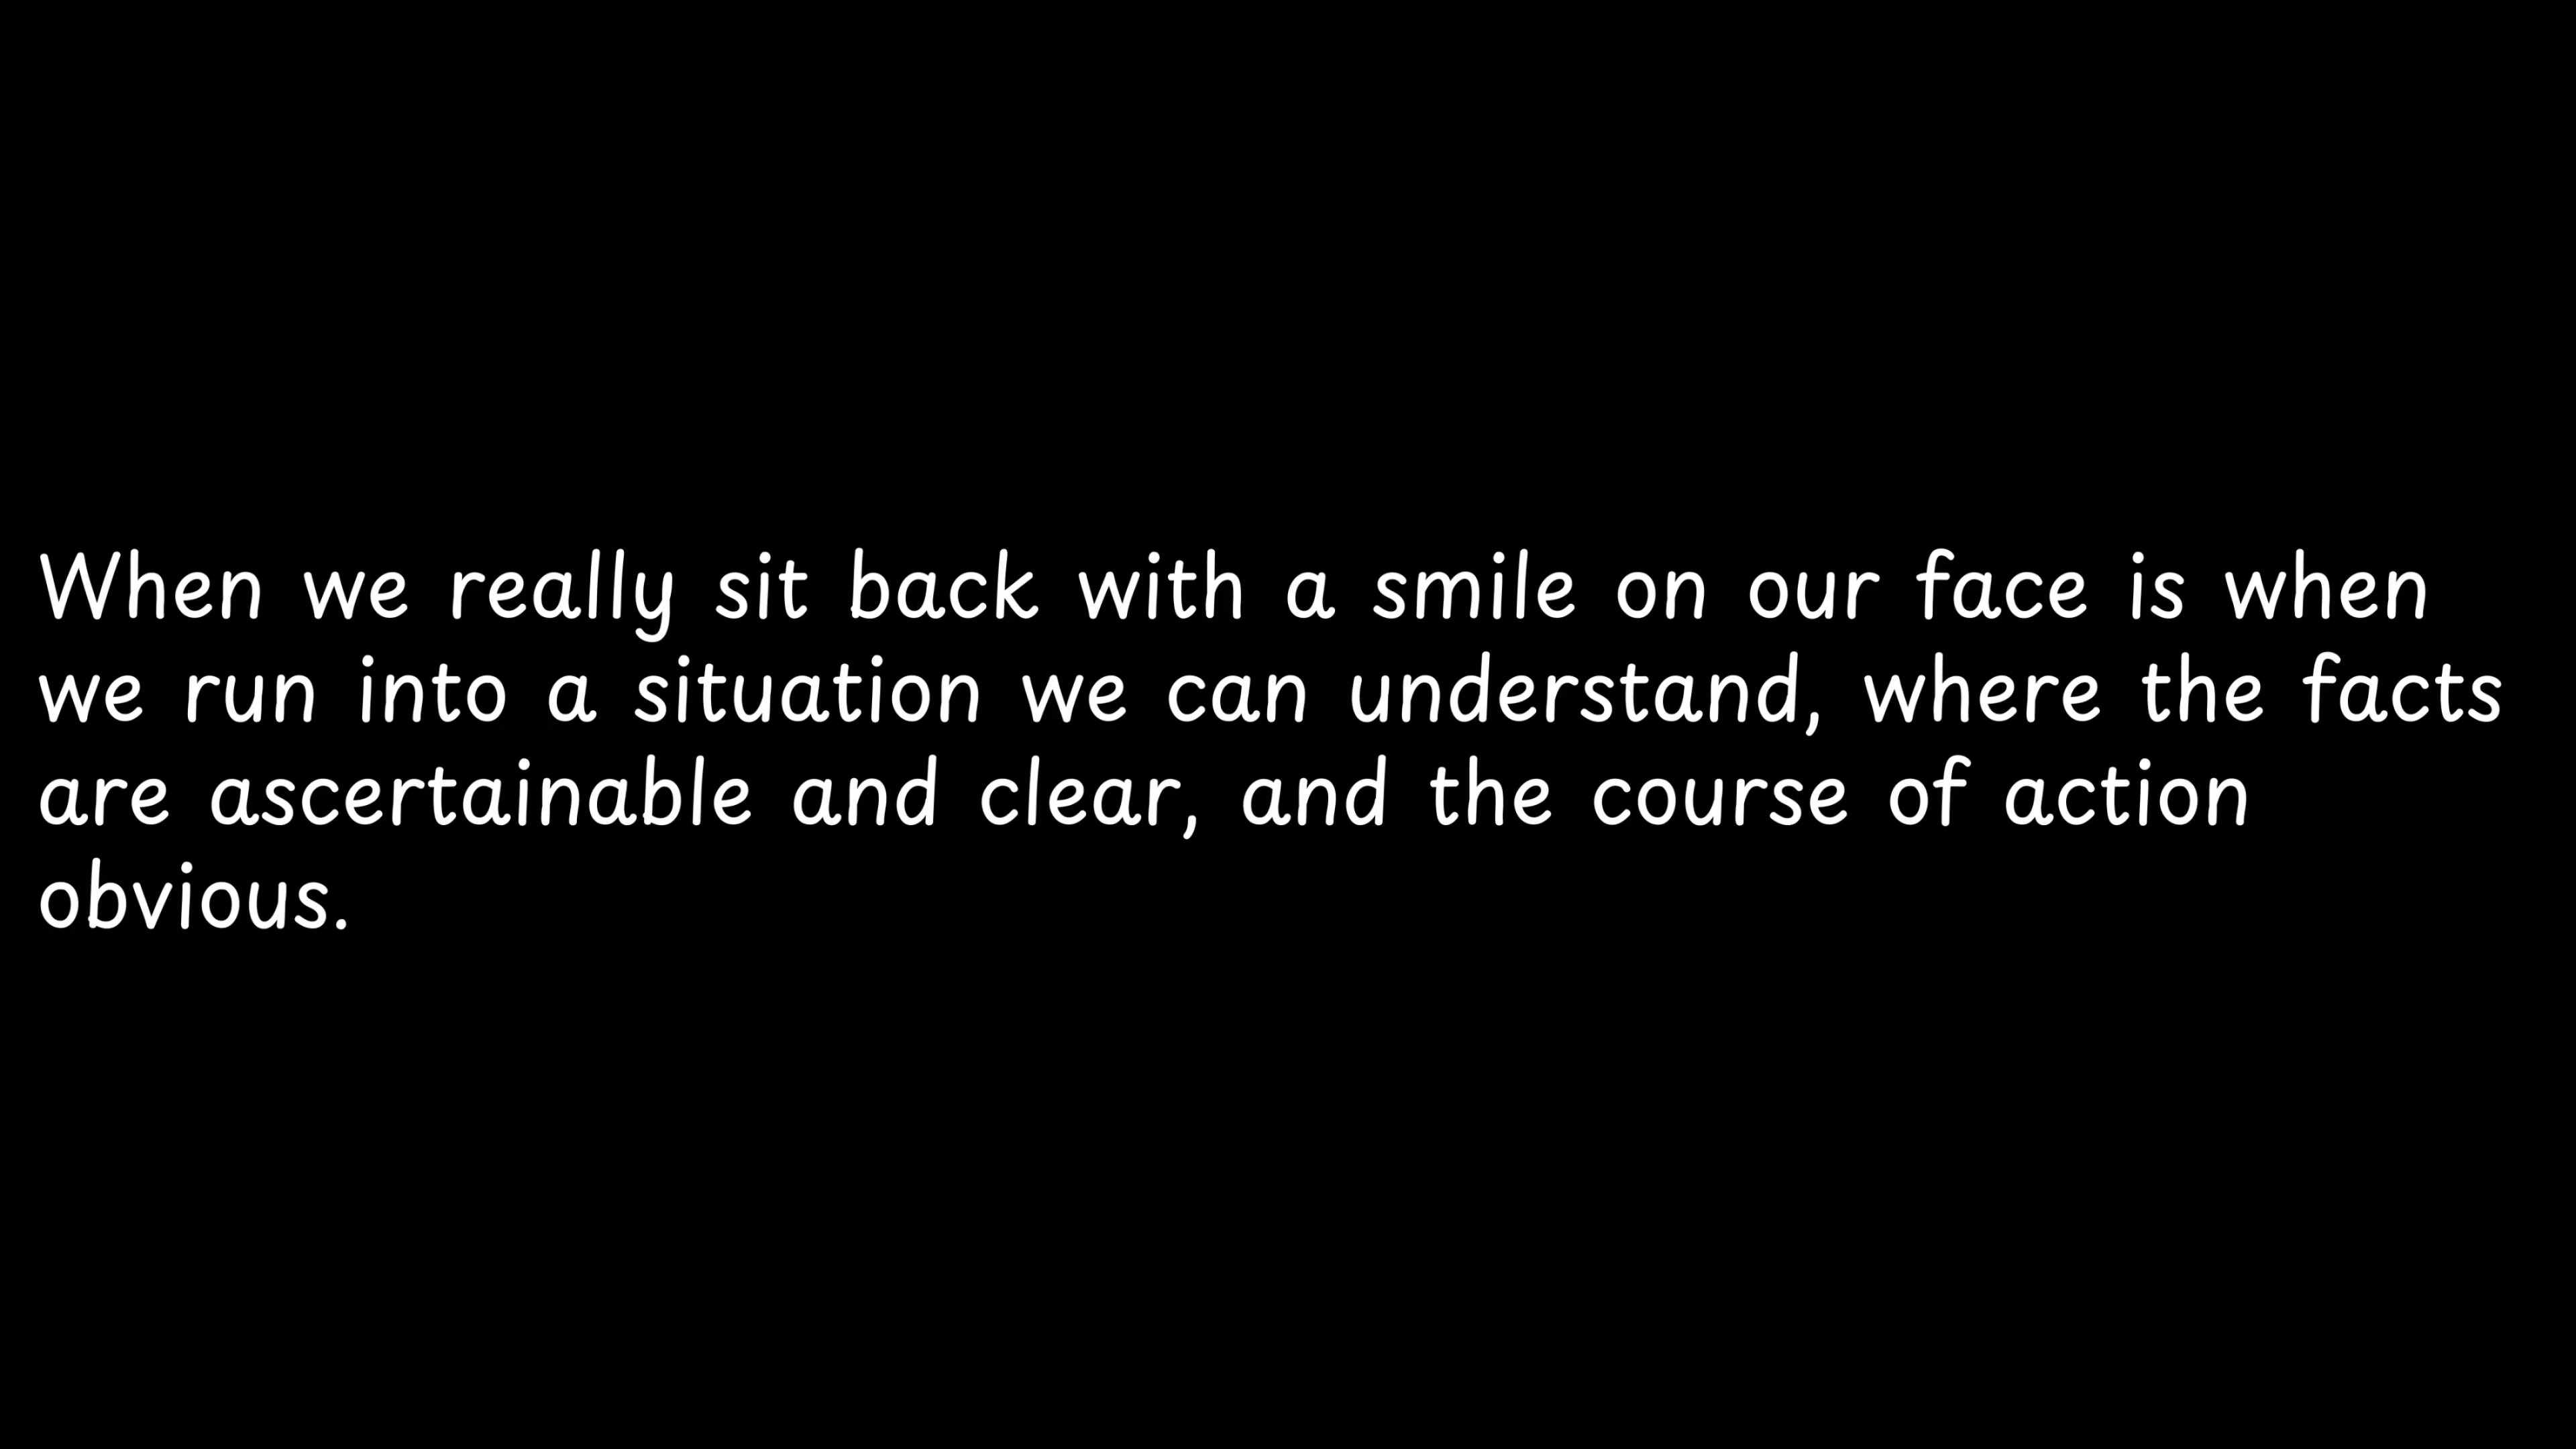 When we really sit back with a smile on our face is when
we run into a situation we can understand, where the facts
are ascertainable and clear, and the course of action
obvious.